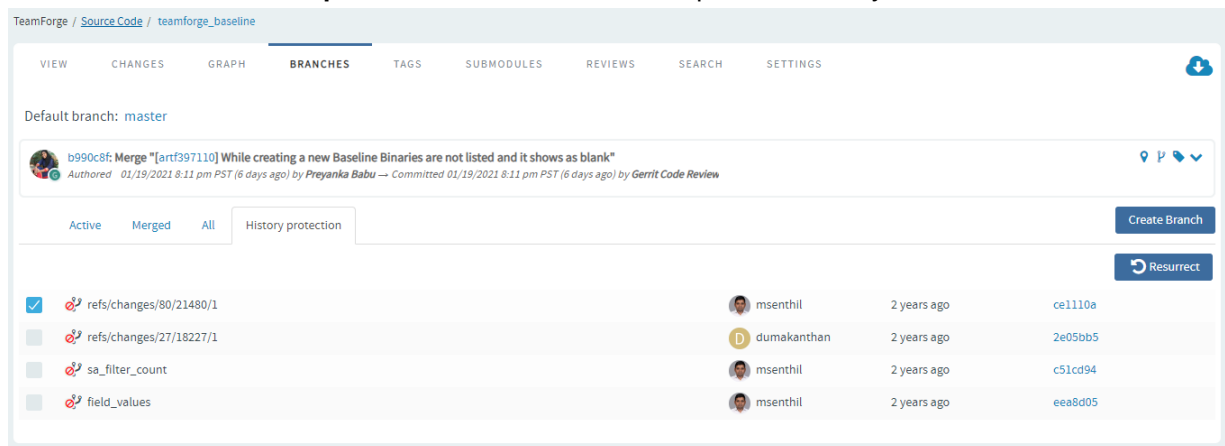 TeamForge / Source Code / teamforge_baseline
VIEW CHANGES GRAPH BRANCHES TAGS SUBMODULES REVIEWS SEARCH SETTINGS
Default branch: master
b990c8f: Merge "[artf397110] While creating a new Baseline Binaries are not listed and it shows as blank"
Authored 01/19/2021 8:11 pm PST (6 days ago) by Preyanka Babu → Committed 01/19/2021 8:11 pm PST (6 days ago) by Gerrit Code Review
Active Merged All History protection Create Branch
Resurrect
refs/changes/80/21480/1 msenthil 2 years ago ce1110a
refs/changes/27/18227/1 D dumakanthan 2 years ago 2e05bb5
sa_filter_count msenthil 2 years ago c51cd94
field_values msenthil 2 years ago eea8d05